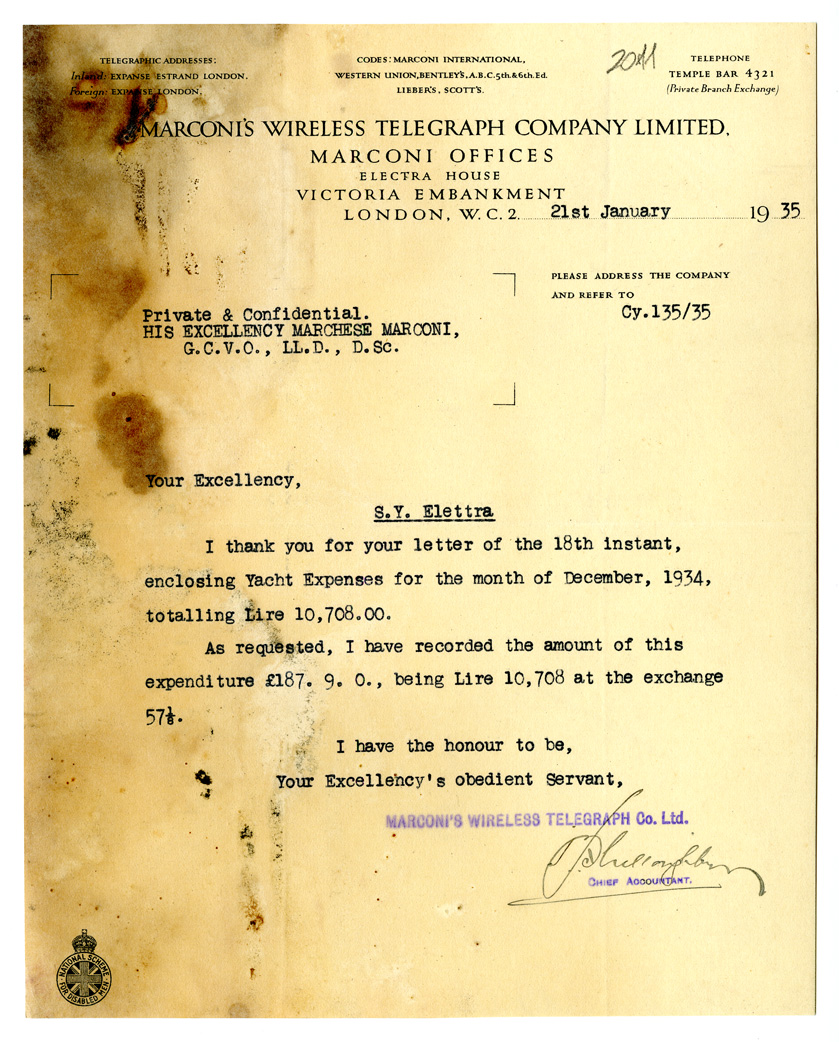 TELEGRAPHIC ADDRESSES:
Inland: EXPANSE ESTRAND LONDON.
Foreign: EXPANSE LONDON.
CODES: MARCONI INTERNATIONAL,
WESTERN UNION, BENTLEY'S, A.B.C. 5th. & 6th. Ed.
LIEBER'S, SCOTT'S.
TELEPHONE
TEMPLE BAR 4321
(Private Branch Exchange)
MARCONI'S WIRELESS TELEGRAPH COMPANY LIMITED.
MARCONI OFFICES
ELECTRA HOUSE
VICTORIA EMBANKMENT
LONDON, W.C.2. 21st January 1935
PLEASE ADDRESS THE COMPANY
AND REFER TO
Cy.135/35
Private & Confidential.
HIS EXCELLENCY MARCHESE MARCONI,
G.C.V.O., LL.D., D.Sc.
Your Excellency,
S.Y. Elettra
I thank you for your letter of the 18th instant,
enclosing Yacht Expenses for the month of December, 1934,
totalling Lire 10,708.00.
As requested, I have recorded the amount of this
expenditure £187. 9. 0., being Lire 10,708 at the exchange
57⅛.
I have the honour to be,
Your Excellency's obedient Servant,
MARCONI'S WIRELESS TELEGRAPH Co. Ltd.
CHIEF ACCOUNTANT.
NATIONAL SCHEME
FOR DISABLED MEN